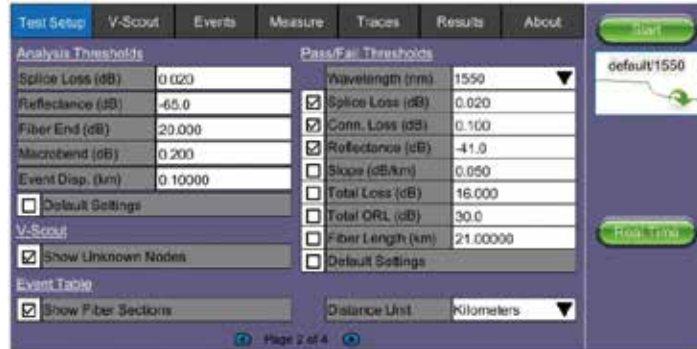 Test Setup V-Scout Events Measure Traces Results About
Start
Analysis Thresholds
Splice Loss (dB) 0.020
Reflectance (dB) -65.0
Fiber End (dB) 20.000
Macrobend (dB) 0.200
Event Disp. (km) 0.10000
Default Settings
V-Scout
Show Unknown Nodes
Event Table
Show Fiber Sections
Pass/Fail Thresholds
Wavelength (nm) 1550
Splice Loss (dB) 0.020
Conn. Loss (dB) 0.100
Reflectance (dB) -41.0
Slope (dB/km) 0.050
Total Loss (dB) 16.000
Total ORL (dB) 30.0
Fiber Length (km) 21.00000
Default Settings
Distance Unit Kilometers
Page 2 of 4
default/1550
Real Time